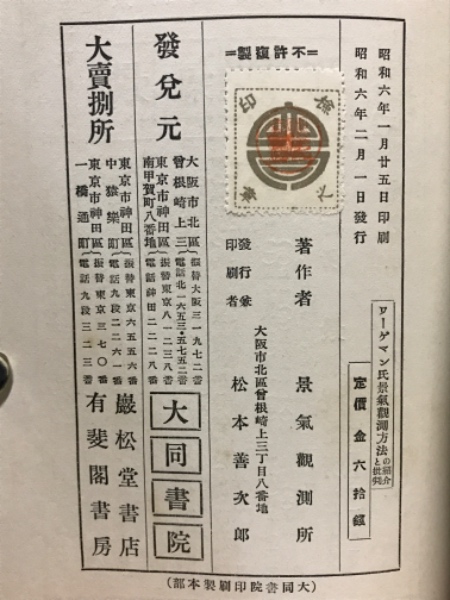 昭和六年一月廿五日印刷
昭和六年二月一日發行
ワーゲマン氏景氣觀測方法の紹介と批判
定價金六拾錢
=不許複製=
檢印之華
著作者 景氣觀測所
發行兼印刷者 大阪市北區曾根崎上三丁目八番地 松本善次郎
發兌元
大阪市北區曾根崎上三
振替大阪三一九七二番
電話北一六五三・五七五二番
東京市神田區南甲賀町八番地
振替東京八一二三八番
電話神田二二二八番
大同書院
大賣捌所
東京市神田區中猿樂町
振替東京六五五六番
電話九段二二六一番
巖松堂書店
東京市神田區一橋通町
振替東京三七〇番
電話九段三二三番
有斐閣書房
(大同書院印刷製本部)